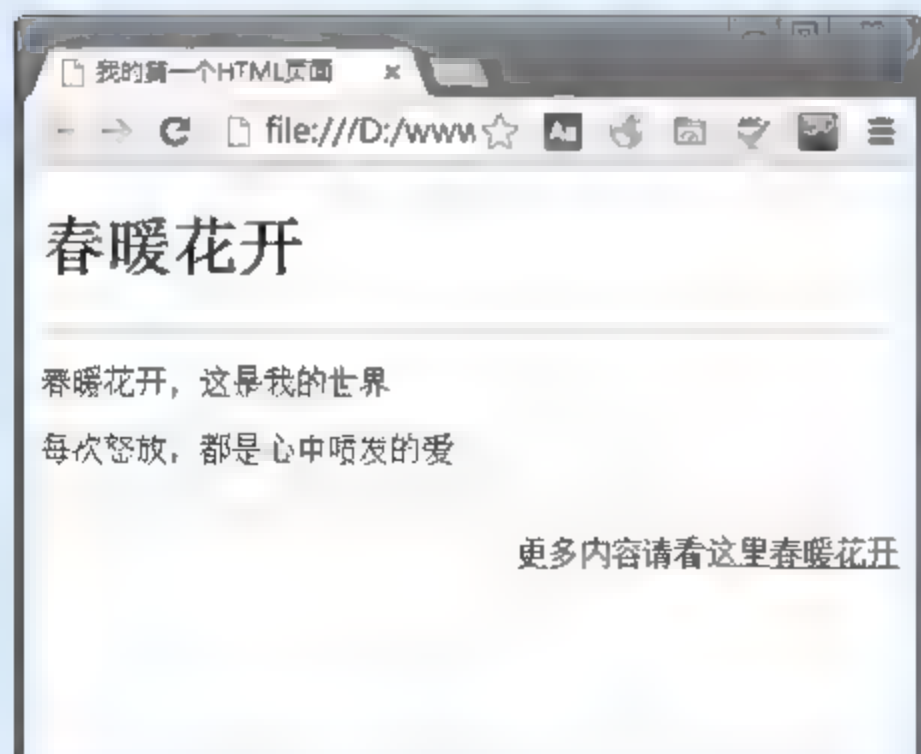 我的第一个HTML页面
file:///D:/www
春暖花开
春暖花开，这是我的世界
每次怒放，都是心中喷发的爱
更多内容请看这里春暖花开